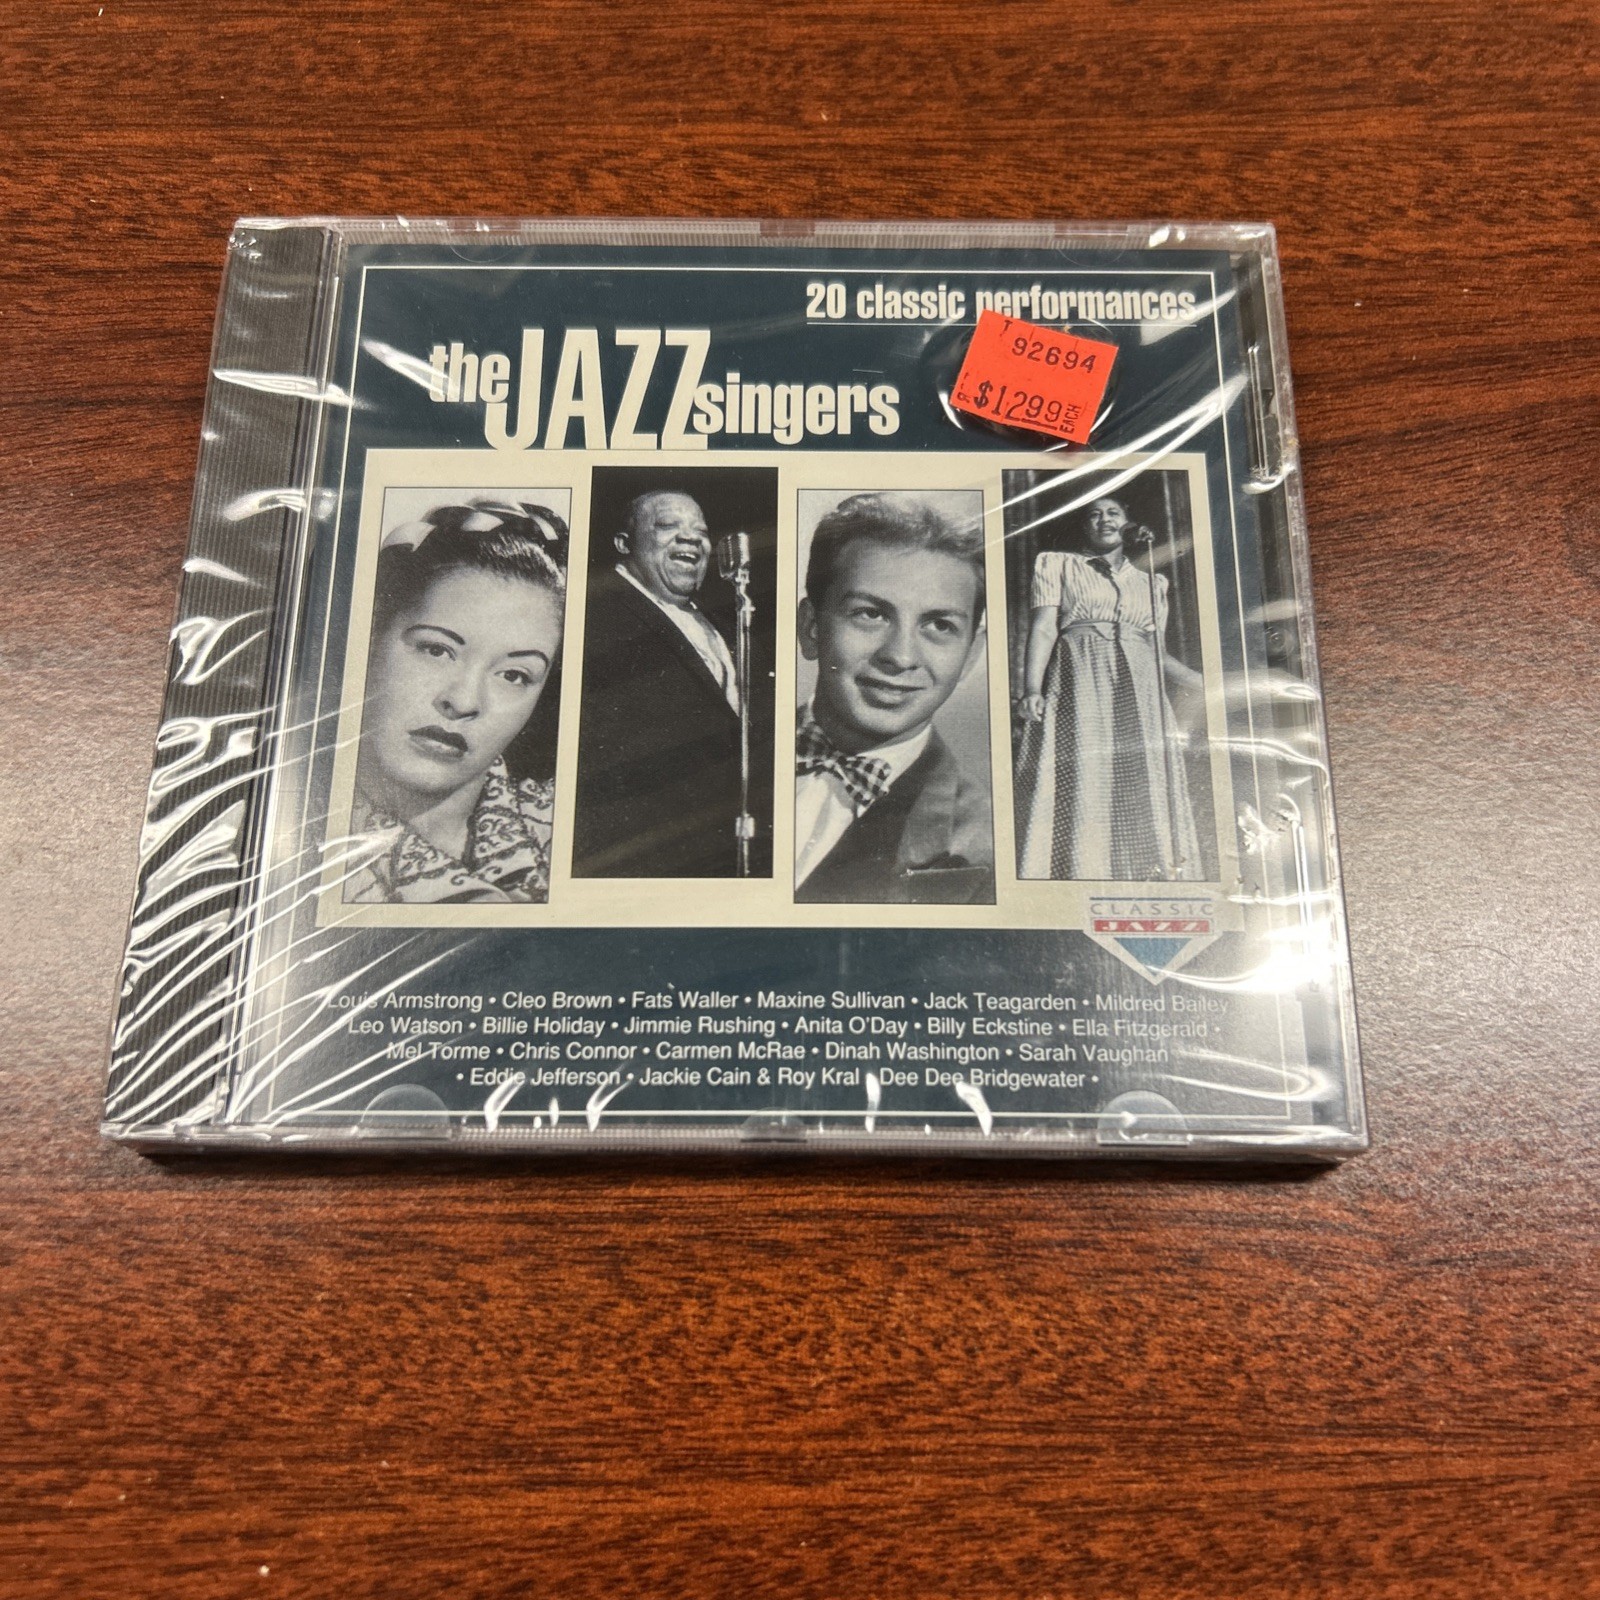 20 classic performances
the JAZZ singers
T
92694
$12.99 EACH
CLASSIC
JAZZ
Louis Armstrong • Cleo Brown • Fats Waller • Maxine Sullivan • Jack Teagarden • Mildred Bailey
Leo Watson • Billie Holiday • Jimmie Rushing • Anita O'Day • Billy Eckstine • Ella Fitzgerald •
Mel Torme • Chris Connor • Carmen McRae • Dinah Washington • Sarah Vaughan
• Eddie Jefferson • Jackie Cain & Roy Kral • Dee Dee Bridgewater •